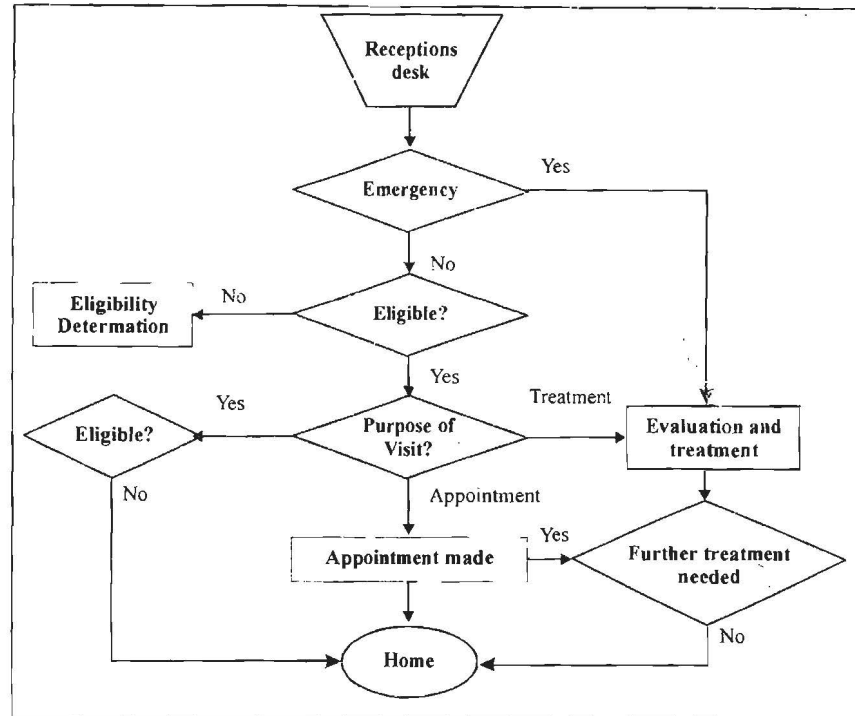 Receptions
desk
Yes
Emergency
No
Eligibility
Determation
No
Eligible?
Yes
Treatment
Eligible?
Yes
Purpose of
Visit?
Evaluation and
treatment
No
Appointment
Appointment made
Yes
Further treatment
needed
No
Home